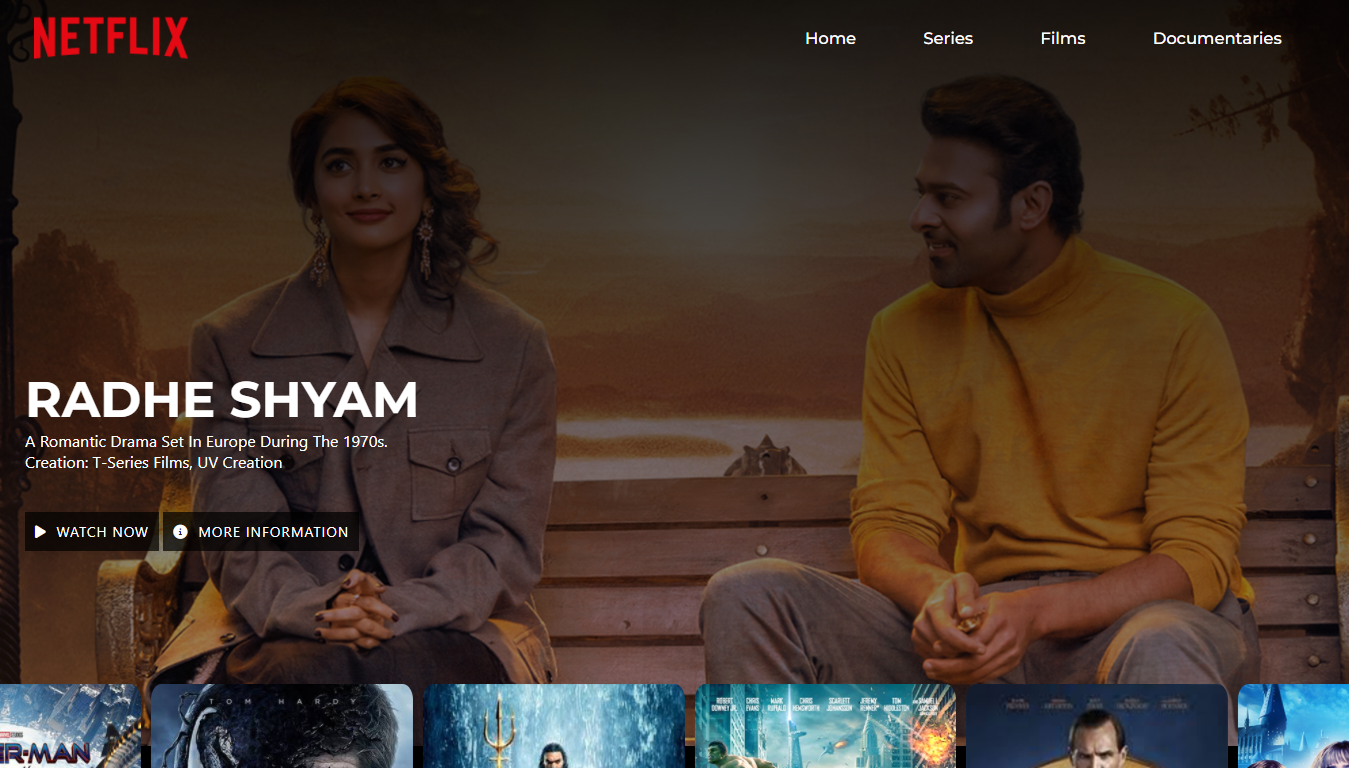 NETFLIX
Home Series Films Documentaries
RADHE SHYAM
A Romantic Drama Set In Europe During The 1970s.
Creation: T-Series Films, UV Creation
WATCH NOW MORE INFORMATION
TOM HARDY
ROBERT DOWNEY JR. CHRIS EVANS MARK RUFFALO CHRIS HEMSWORTH SCARLETT JOHANSSON JEREMY RENNER TOM HIDDLESTON AND SAMUEL L. JACKSON
ER-MAN